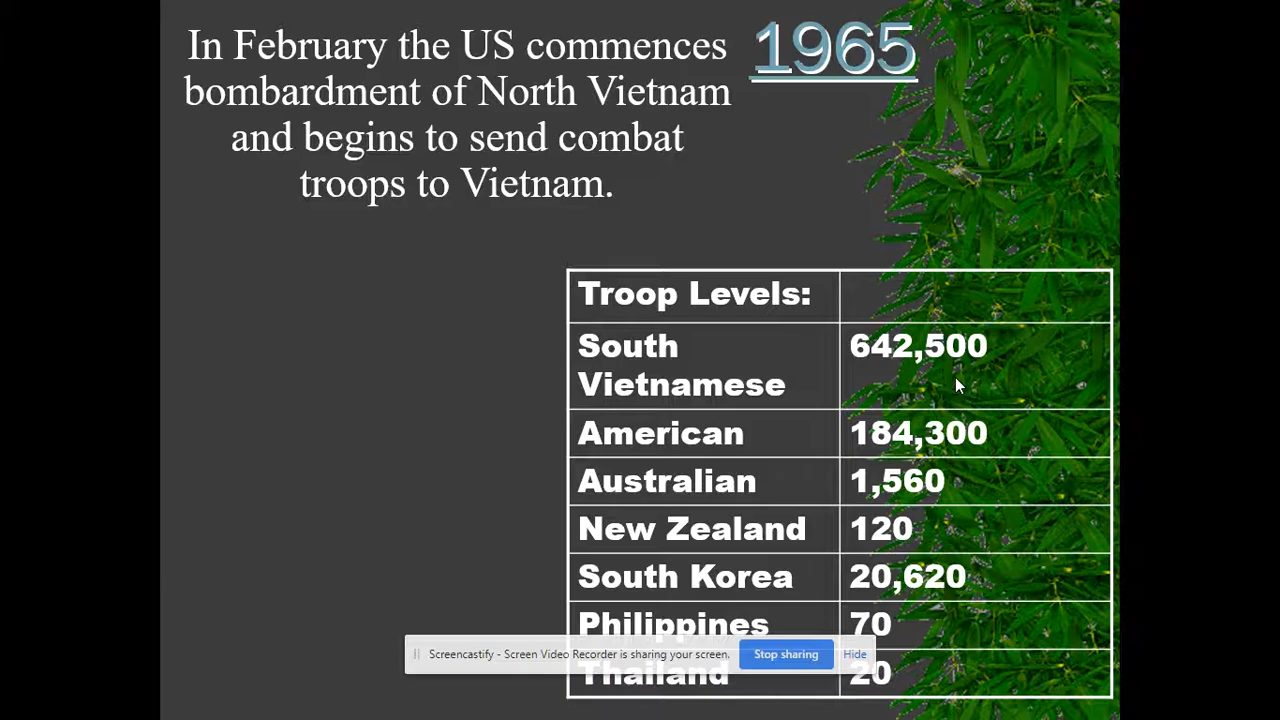 In February the US commences
bombardment of North Vietnam
and begins to send combat
troops to Vietnam.
1965
Troop Levels:
South
Vietnamese
642,500
American 184,300
Australian 1,560
New Zealand 120
South Korea 20,620
Philippines 70
Screencastify - Screen Video Recorder is sharing your screen. Stop sharing Hide
Thailand 20